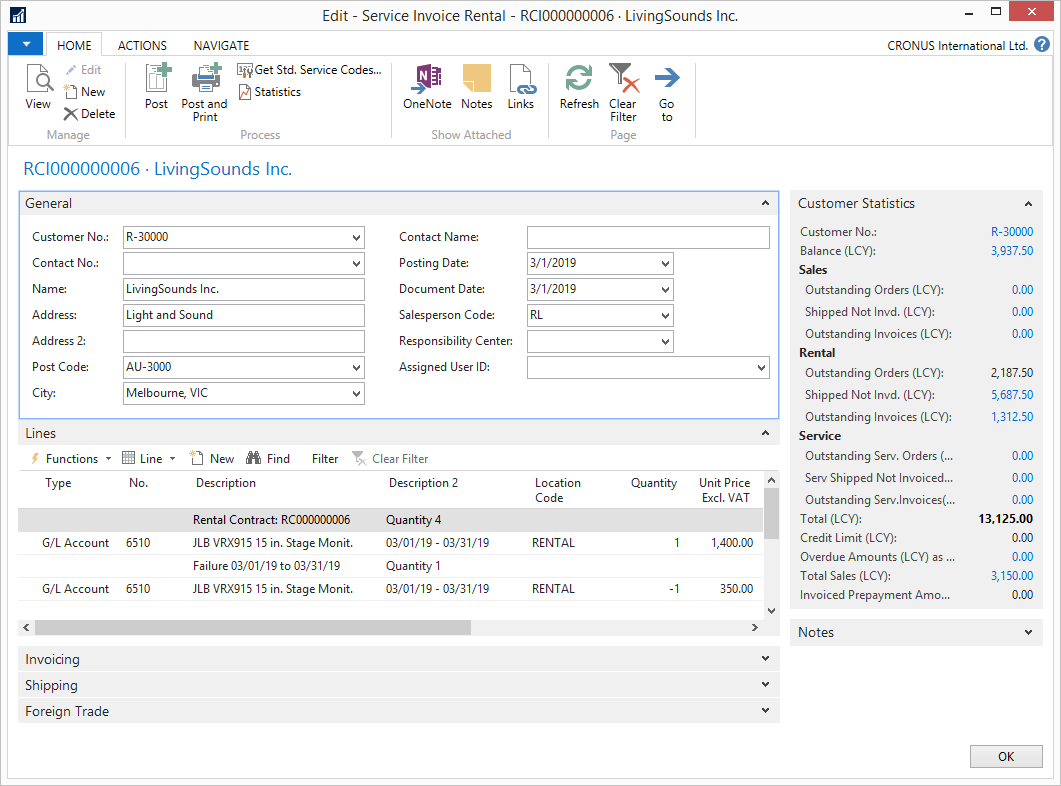 Edit - Service Invoice Rental - RCI000000006 · LivingSounds Inc.
HOME ACTIONS NAVIGATE CRONUS International Ltd. ?
View Edit New Delete Manage
Post Post and Print Get Std. Service Codes... Statistics Process
OneNote Notes Links Show Attached
Refresh Clear Filter Go to Page
RCI000000006 · LivingSounds Inc.
General
Customer No.: R-30000
Contact No.:
Name: LivingSounds Inc.
Address: Light and Sound
Address 2:
Post Code: AU-3000
City: Melbourne, VIC
Contact Name:
Posting Date: 3/1/2019
Document Date: 3/1/2019
Salesperson Code: RL
Responsibility Center:
Assigned User ID:
Lines
Functions Line New Find Filter Clear Filter
Type No. Description Description 2 Location Code Quantity Unit Price Excl. VAT
Rental Contract: RC000000006 Quantity 4
G/L Account 6510 JLB VRX915 15 in. Stage Monit. 03/01/19 - 03/31/19 RENTAL 1 1,400.00
Failure 03/01/19 to 03/31/19 Quantity 1
G/L Account 6510 JLB VRX915 15 in. Stage Monit. 03/01/19 - 03/31/19 RENTAL -1 350.00
Invoicing
Shipping
Foreign Trade
Customer Statistics
Customer No.: R-30000
Balance (LCY): 3,937.50
Sales
Outstanding Orders (LCY): 0.00
Shipped Not Invd. (LCY): 0.00
Outstanding Invoices (LCY): 0.00
Rental
Outstanding Orders (LCY): 2,187.50
Shipped Not Invd. (LCY): 5,687.50
Outstanding Invoices (LCY): 1,312.50
Service
Outstanding Serv. Orders (... 0.00
Serv Shipped Not Invoiced... 0.00
Outstanding Serv.Invoices(... 0.00
Total (LCY): 13,125.00
Credit Limit (LCY): 0.00
Overdue Amounts (LCY) as ... 0.00
Total Sales (LCY): 3,150.00
Invoiced Prepayment Amo... 0.00
Notes
OK